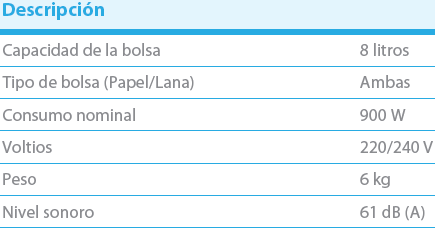 Descripción
Capacidad de la bolsa 8 litros
Tipo de bolsa (Papel/Lana) Ambas
Consumo nominal 900 W
Voltios 220/240 V
Peso 6 kg
Nivel sonoro 61 dB (A)